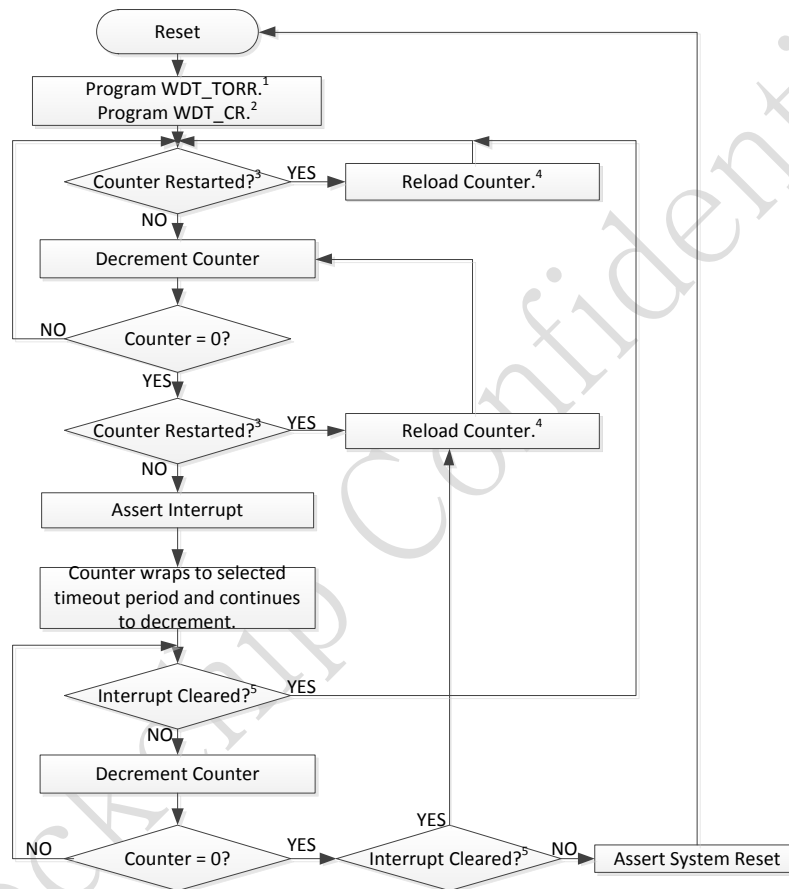 Reset
Program WDT_TORR.1
Program WDT_CR.2
Counter Restarted?3
YES
Reload Counter.4
NO
Decrement Counter
NO
Counter = 0?
YES
Counter Restarted?3
YES
Reload Counter.4
NO
Assert Interrupt
Counter wraps to selected
timeout period and continues
to decrement.
Interrupt Cleared?5
YES
NO
Decrement Counter
YES
NO
Counter = 0?
YES
Interrupt Cleared?5
NO
Assert System Reset
ockchip Confidenti